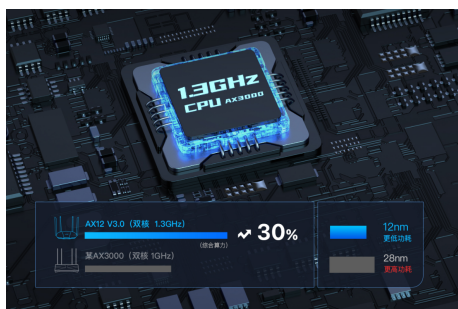 1.3GHz
CPU AX3000
AX12 V3.0（双核 1.3GHz）
30%
(综合算力)
某AX3000（双核 1GHz）
12nm
更低功耗
28nm
更高功耗